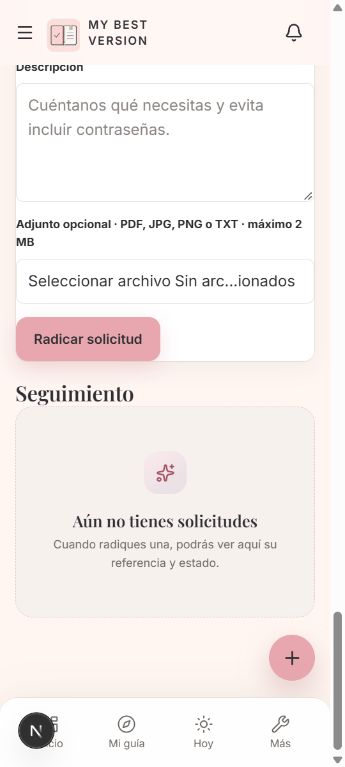 MY BEST
VERSION
Descripción
Cuéntanos qué necesitas y evita
incluir contraseñas.
Adjunto opcional · PDF, JPG, PNG o TXT · máximo 2
MB
Seleccionar archivo Sin arc...ionados
Radicar solicitud
Seguimiento
Aún no tienes solicitudes
Cuando radiques una, podrás ver aquí su
referencia y estado.
N
cio
Mi guía
Hoy
Más